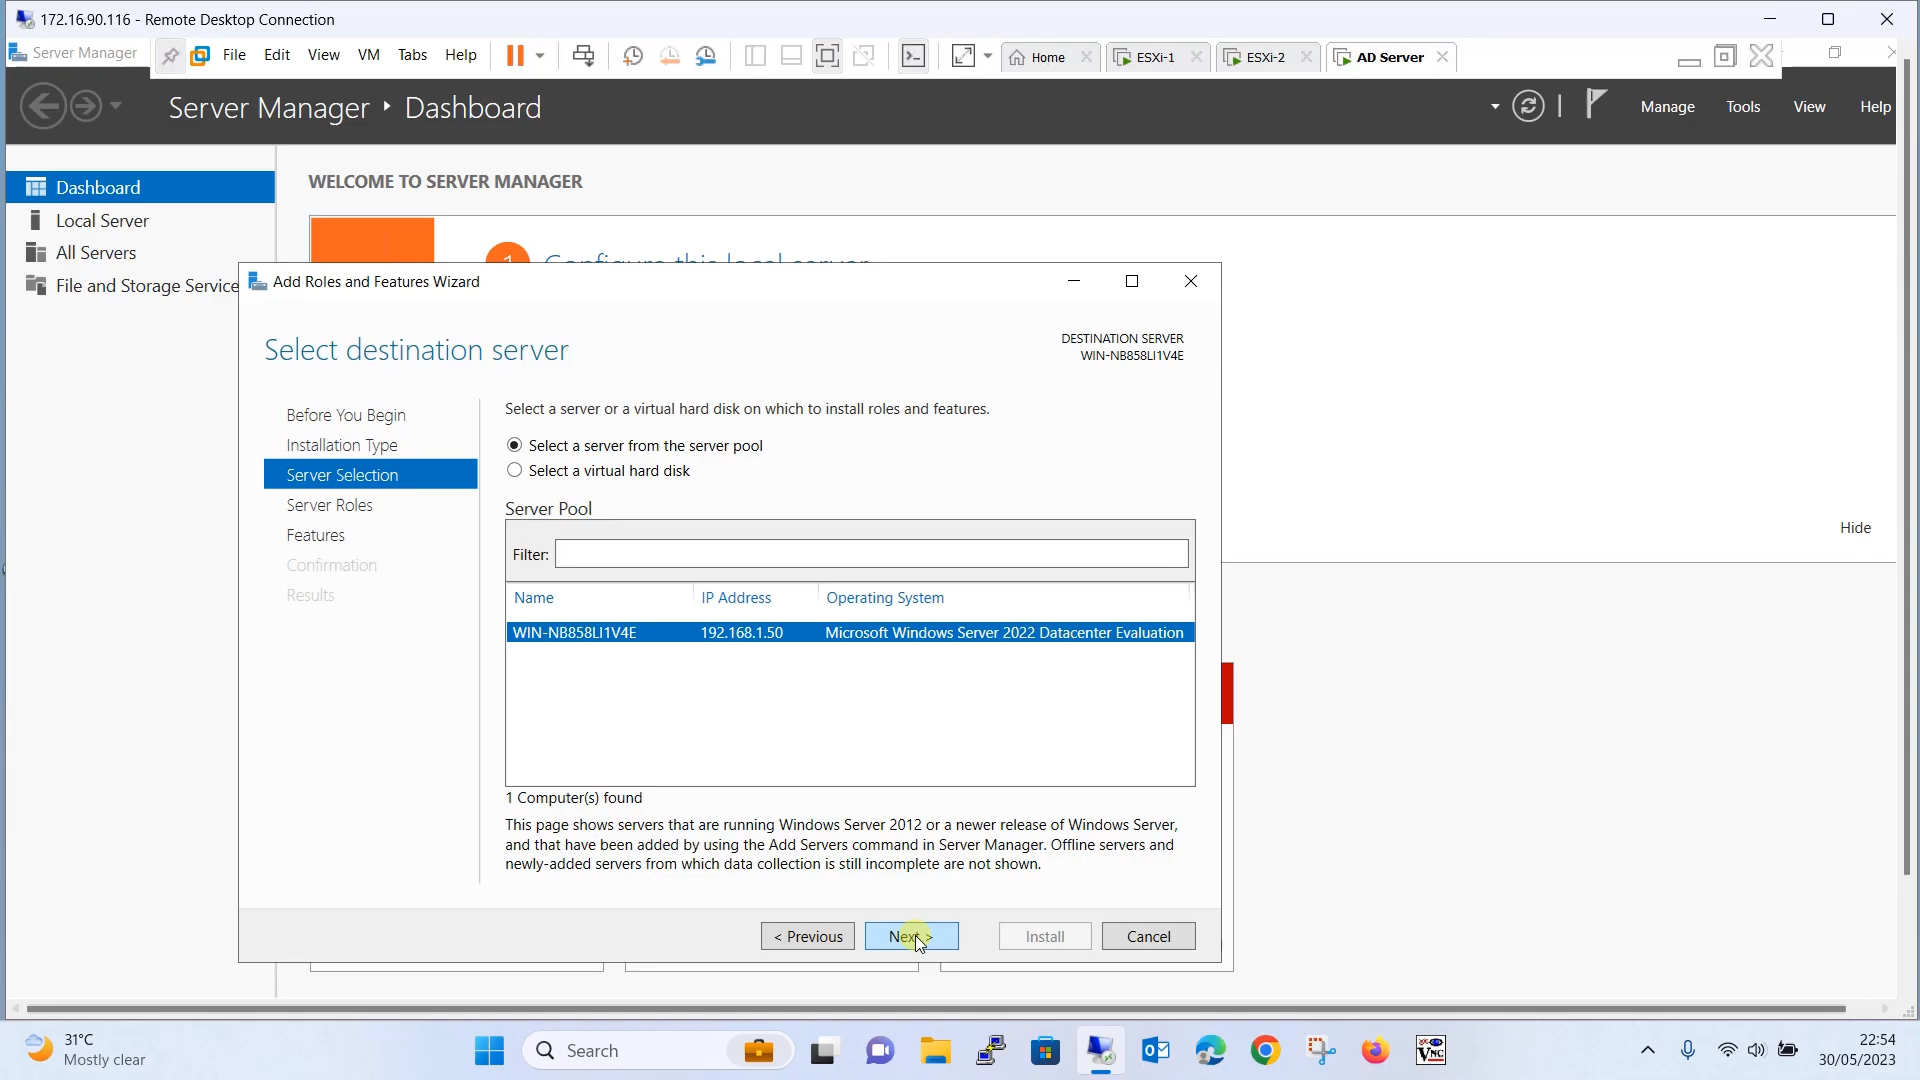 172.16.90.116 - Remote Desktop Connection
Server Manager
File Edit View VM Tabs Help
Home
ESXi-1
ESXi-2
AD Server
Server Manager Dashboard
Manage Tools View Help
Dashboard
Local Server
All Servers
File and Storage Service
WELCOME TO SERVER MANAGER
1 Configure this local server
Hide
Add Roles and Features Wizard
Select destination server
DESTINATION SERVER
WIN-NB858LI1V4E
Before You Begin
Installation Type
Server Selection
Server Roles
Features
Confirmation
Results
Select a server or a virtual hard disk on which to install roles and features.
Select a server from the server pool
Select a virtual hard disk
Server Pool
Filter:
Name IP Address Operating System
WIN-NB858LI1V4E 192.168.1.50 Microsoft Windows Server 2022 Datacenter Evaluation
1 Computer(s) found
This page shows servers that are running Windows Server 2012 or a newer release of Windows Server,
and that have been added by using the Add Servers command in Server Manager. Offline servers and
newly-added servers from which data collection is still incomplete are not shown.
< Previous
Next >
Install
Cancel
31°C
Mostly clear
Search
VNC
22:54
30/05/2023